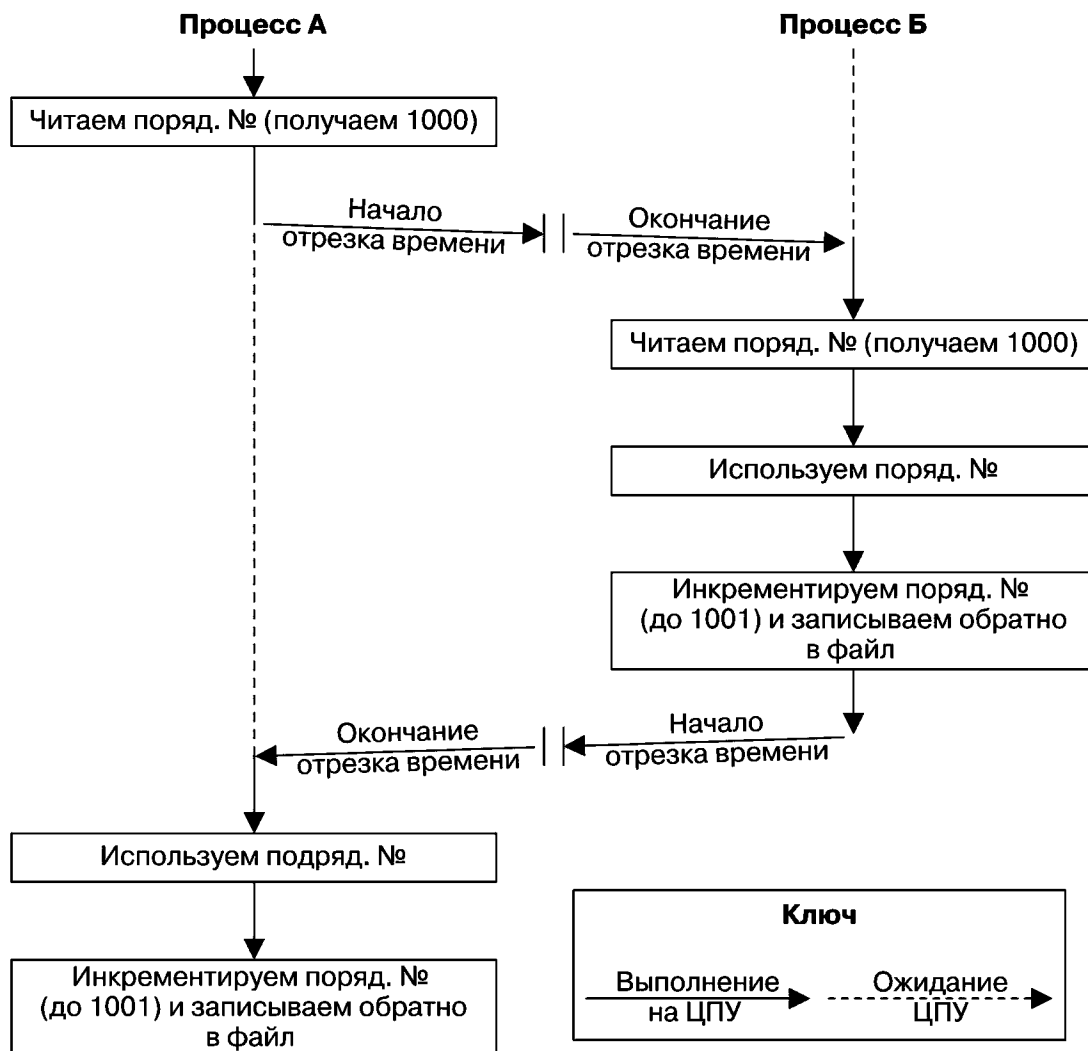 Процесс А
Процесс Б
Читаем поряд. № (получаем 1000)
Начало
отрезка времени
Окончание
отрезка времени
Читаем поряд. № (получаем 1000)
Используем поряд. №
Инкрементируем поряд. №
(до 1001) и записываем обратно
в файл
Окончание
отрезка времени
Начало
отрезка времени
Используем подряд. №
Инкрементируем поряд. №
(до 1001) и записываем обратно
в файл
Ключ
Выполнение
на ЦПУ
Ожидание
ЦПУ